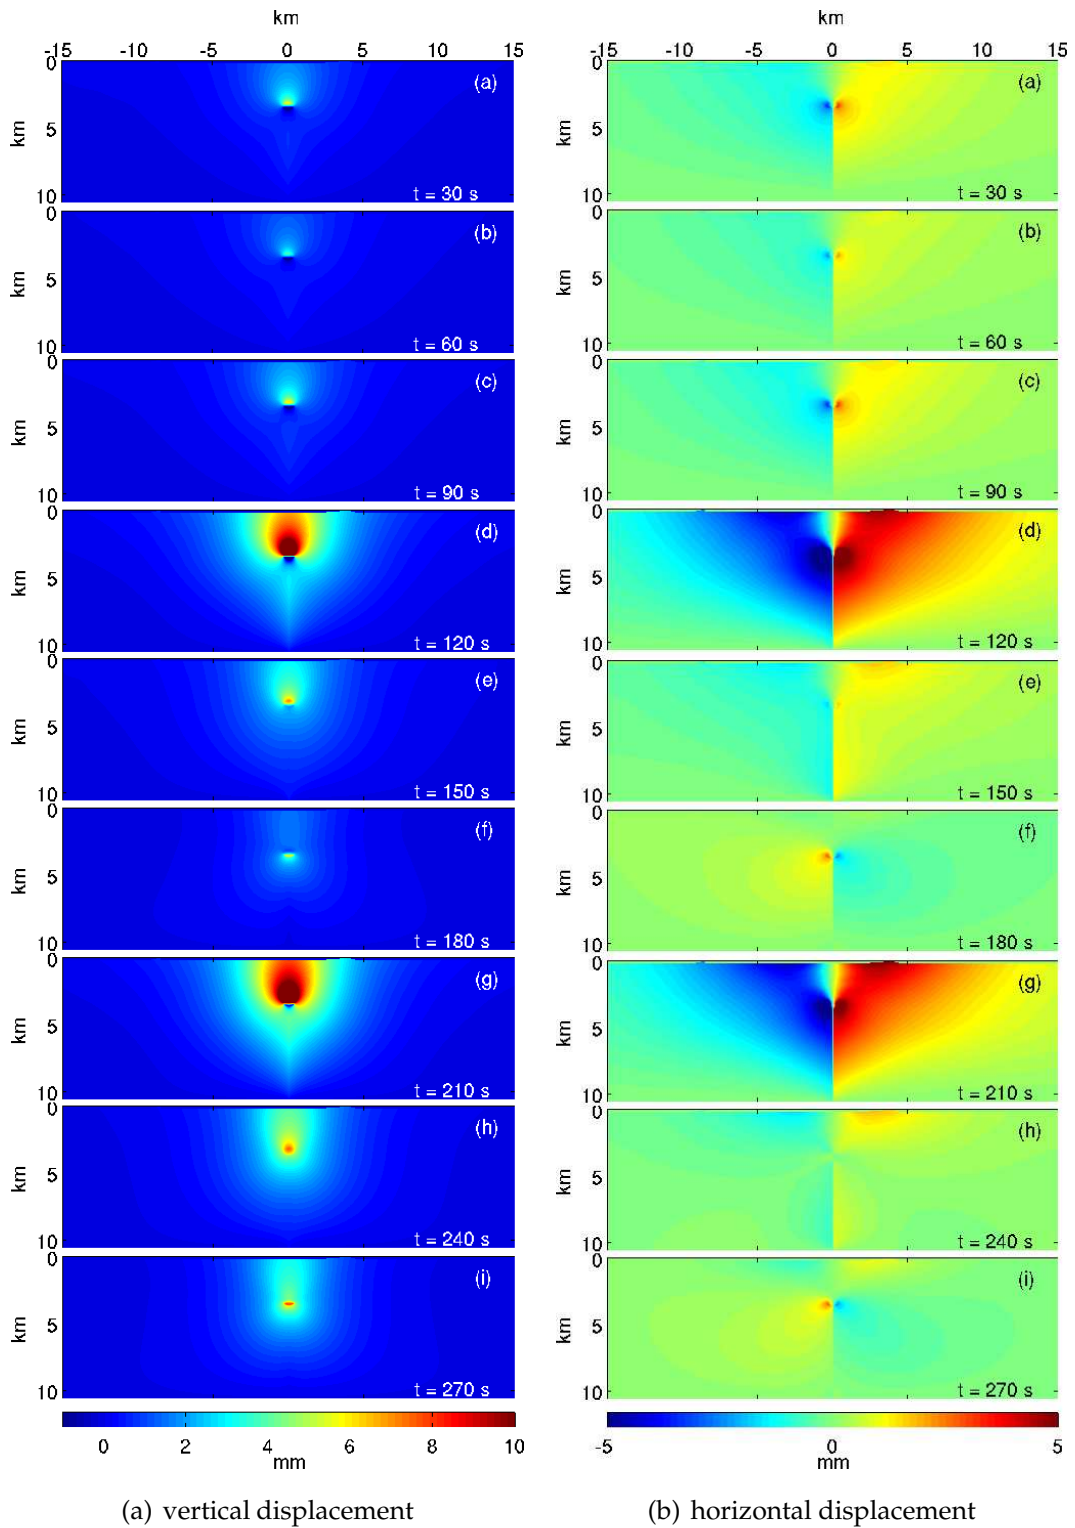 km km
-15 -10 -5 0 5 10 15 -15 -10 -5 0 5 10 15
0 (a) 0 (a)
km 5 km 5
10 t = 30 s 10 t = 30 s
0 (b) 0 (b)
km 5 km 5
10 t = 60 s 10 t = 60 s
0 (c) 0 (c)
km 5 km 5
10 t = 90 s 10 t = 90 s
0 (d) 0 (d)
km 5 km 5
10 t = 120 s 10 t = 120 s
0 (e) 0 (e)
km 5 km 5
10 t = 150 s 10 t = 150 s
0 (f) 0 (f)
km 5 km 5
10 t = 180 s 10 t = 180 s
0 (g) 0 (g)
km 5 km 5
10 t = 210 s 10 t = 210 s
0 (h) 0 (h)
km 5 km 5
10 t = 240 s 10 t = 240 s
0 (i) 0 (i)
km 5 km 5
10 t = 270 s 10 t = 270 s
0 2 4 6 8 10 -5 0 5
mm mm
(a) vertical displacement (b) horizontal displacement